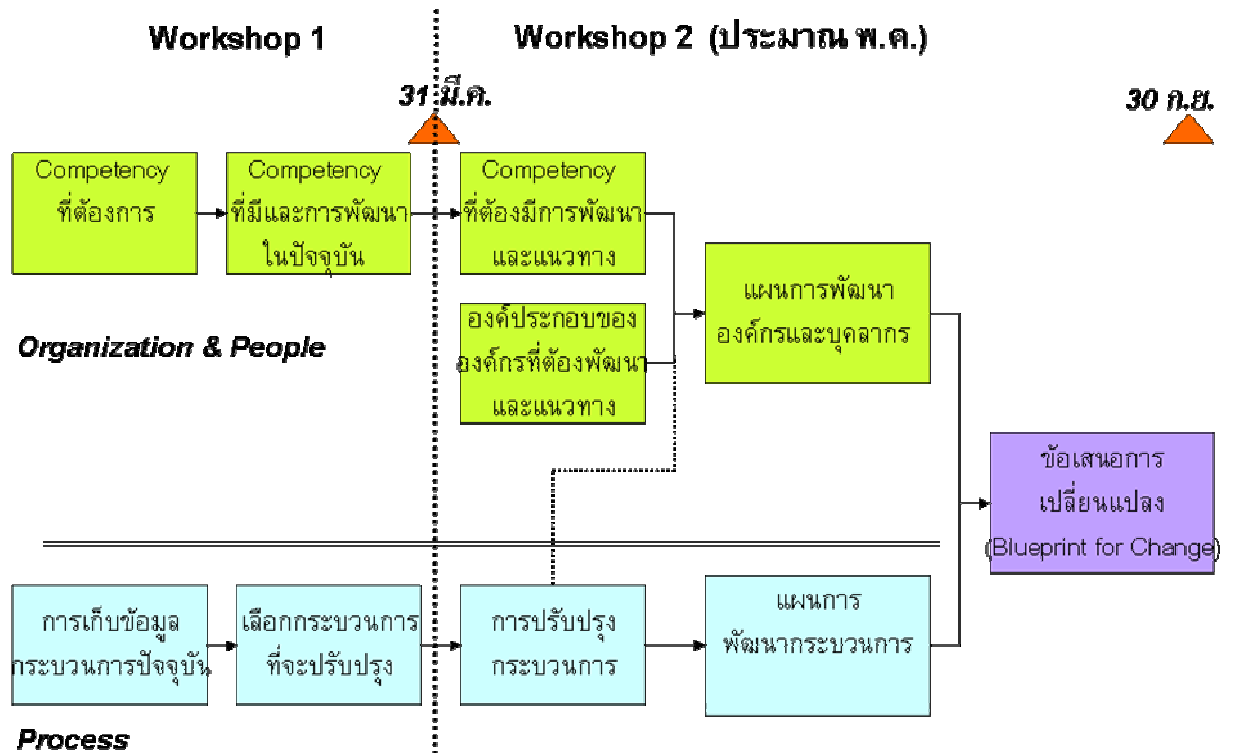 Workshop 1
Workshop 2 (ประมาณ พ.ค.)
31 มี.ค.
30 ก.ย.
Competency
ที่ต้องการ
Competency
ที่มีและการพัฒนา
ในปัจจุบัน
Competency
ที่ต้องมีการพัฒนา
และแนวทาง
องค์ประกอบของ
องค์กรที่ต้องพัฒนา
และแนวทาง
แผนการพัฒนา
องค์กรและบุคลากร
Organization & People
ข้อเสนอการ
เปลี่ยนแปลง
(Blueprint for Change)
การเก็บข้อมูล
กระบวนการปัจจุบัน
เลือกกระบวนการ
ที่จะปรับปรุง
การปรับปรุง
กระบวนการ
แผนการ
พัฒนากระบวนการ
Process